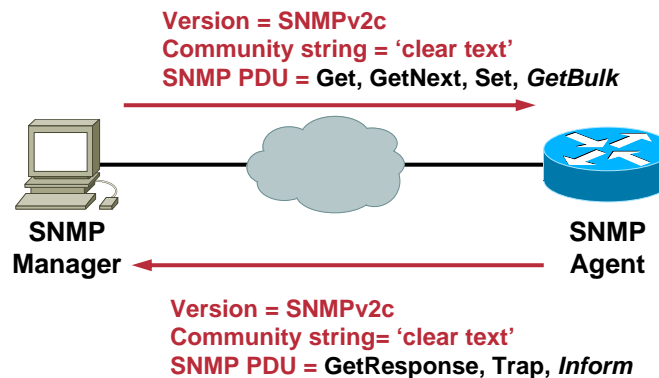 Version = SNMPv2c
Community string = ‘clear text’
SNMP PDU = Get, GetNext, Set, GetBulk
SNMP
Manager
SNMP
Agent
Version = SNMPv2c
Community string= ‘clear text’
SNMP PDU = GetResponse, Trap, Inform